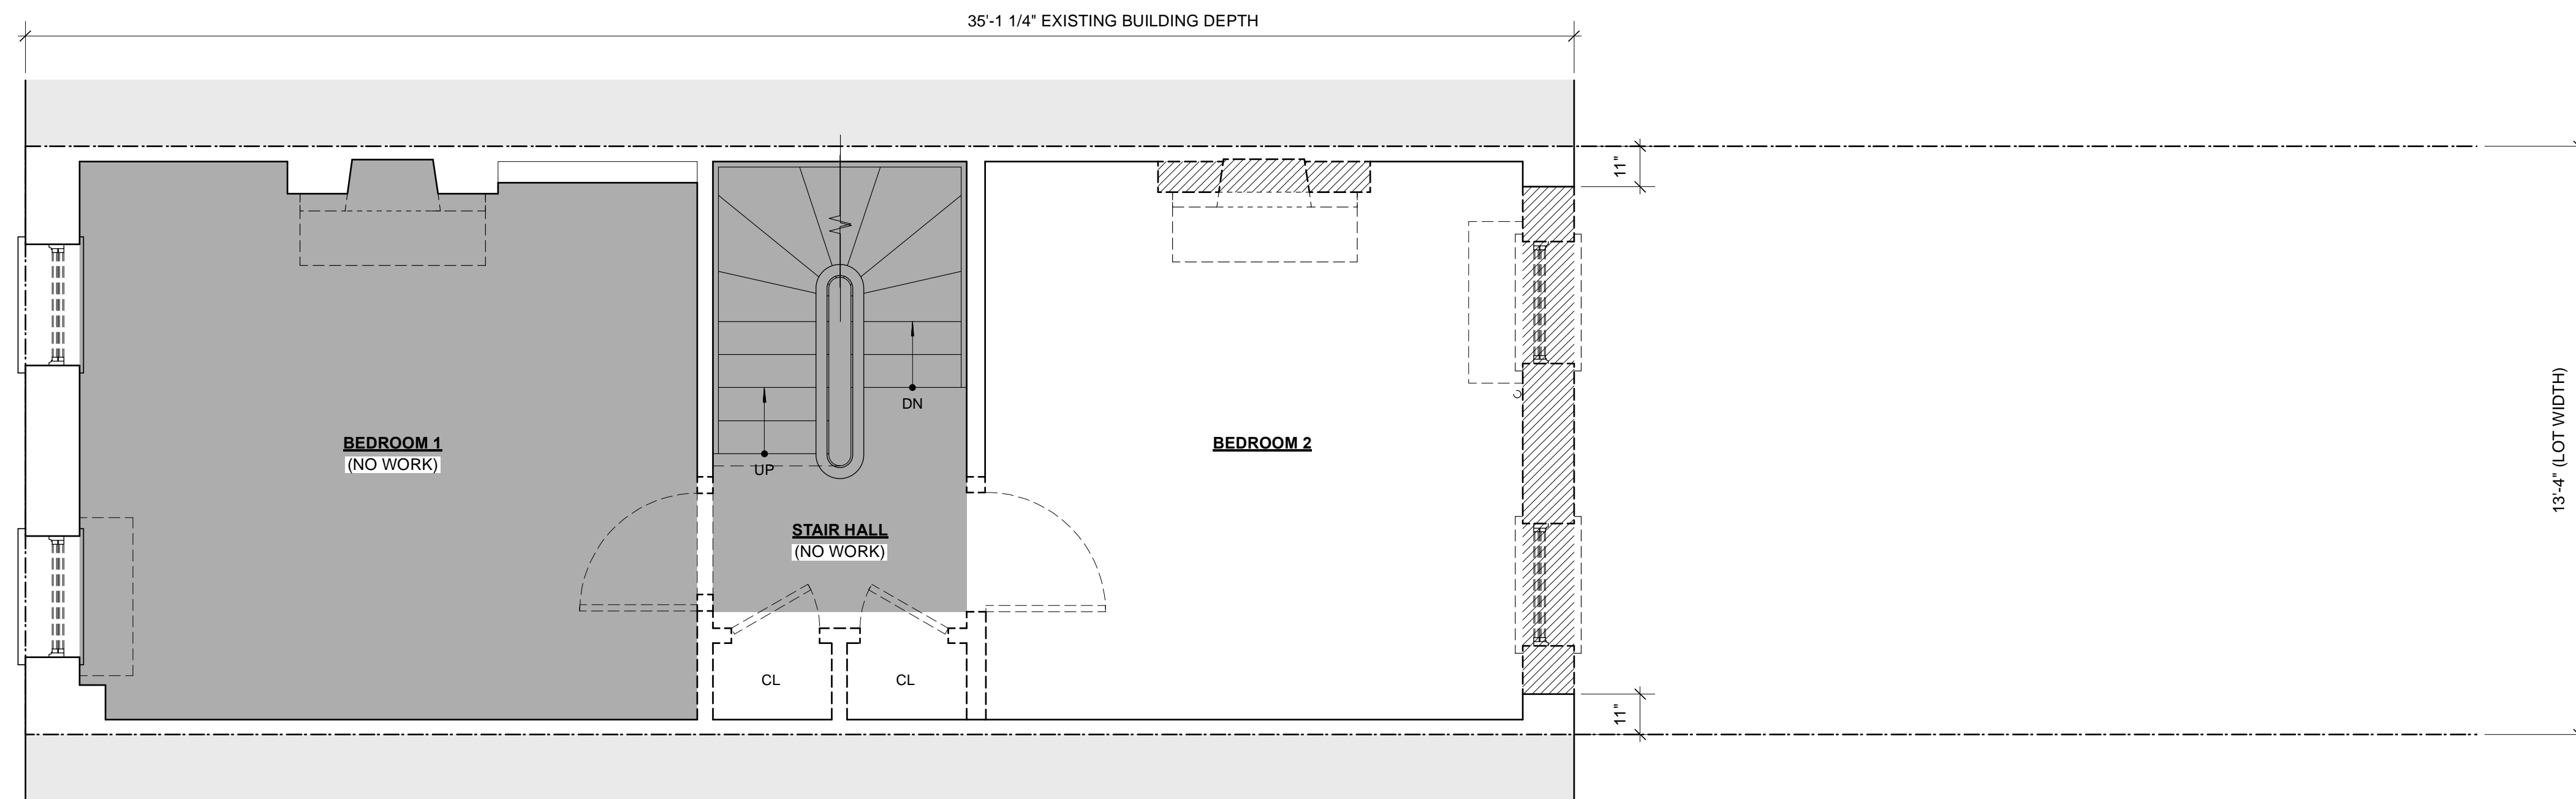 35'-1 1/4" EXISTING BUILDING DEPTH
11"
13'-4" (LOT WIDTH)
DN
BEDROOM 1
(NO WORK)
BEDROOM 2
UP
STAIR HALL
(NO WORK)
CL
CL
11"